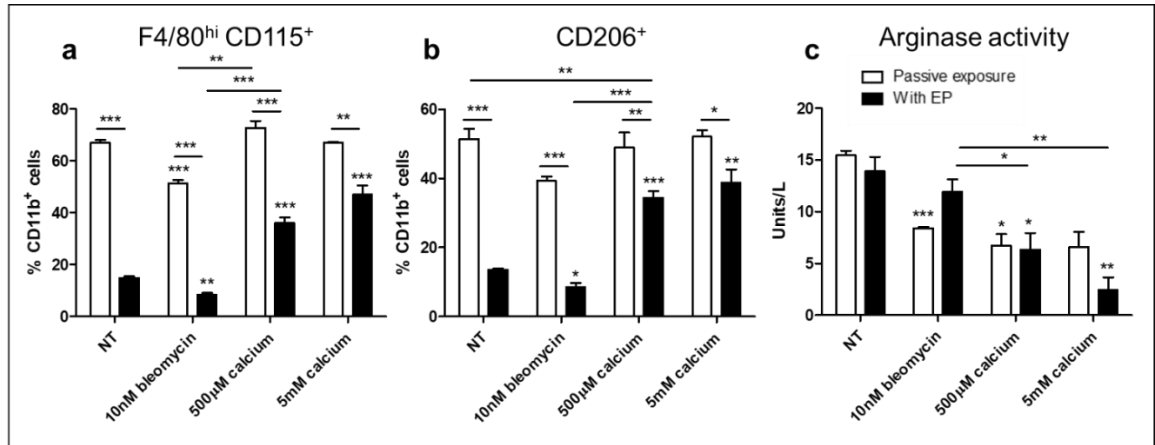 a
F4/80hi CD115+
**
***
***
***
**
***
***
***
***
**
80
60
40
20
0
% CD11b+ cells
NT
10nM bleomycin
500µM calcium
5mM calcium
b
CD206+
**
***
***
**
*
***
***
**
*
60
40
20
0
% CD11b+ cells
NT
10nM bleomycin
500µM calcium
5mM calcium
c
Arginase activity
Passive exposure
With EP
**
*
***
*
*
**
20
15
10
5
0
Units/L
NT
10nM bleomycin
500µM calcium
5mM calcium